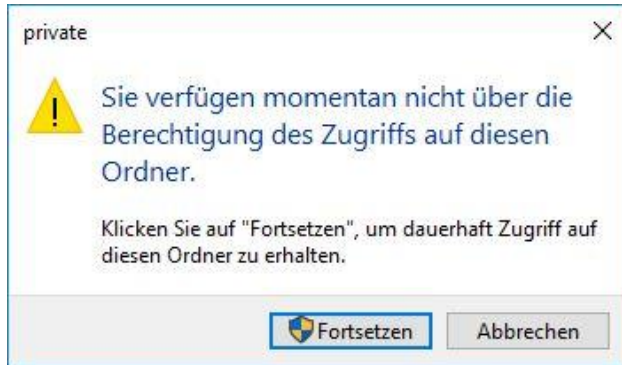 private
Sie verfügen momentan nicht über die
Berechtigung des Zugriffs auf diesen
Ordner.
Klicken Sie auf "Fortsetzen", um dauerhaft Zugriff auf
diesen Ordner zu erhalten.
Fortsetzen Abbrechen